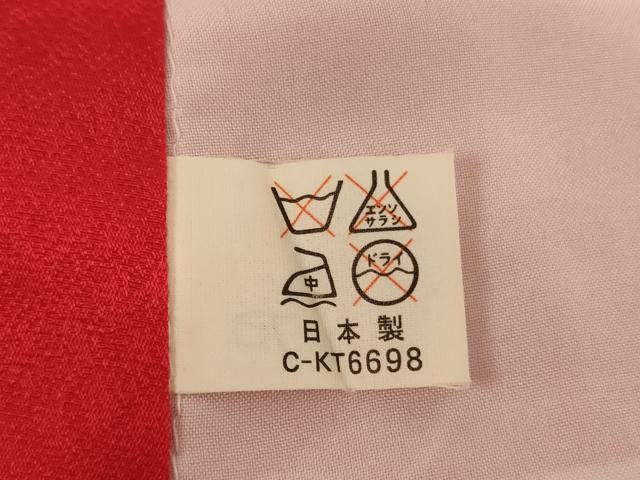 エンソ
サラシ
中
ドライ
日本製
C-KT6698